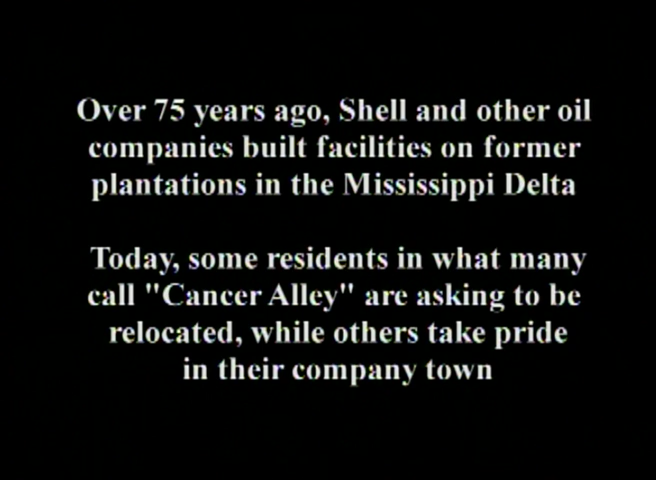 Over 75 years ago, Shell and other oil
companies built facilities on former
plantations in the Mississippi Delta
Today, some residents in what many
call "Cancer Alley" are asking to be
relocated, while others take pride
in their company town